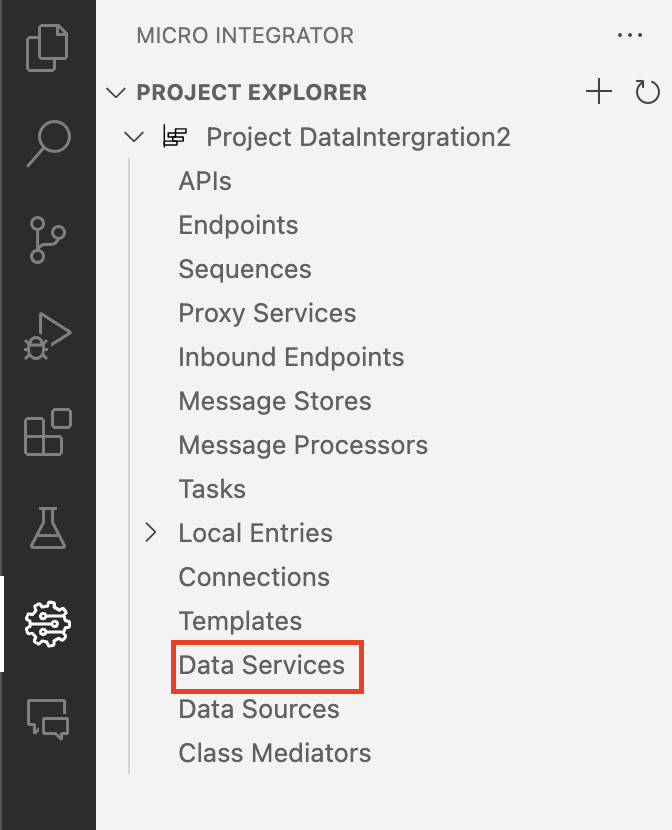 MICRO INTEGRATOR
PROJECT EXPLORER
Project DataIntergration2
APIs
Endpoints
Sequences
Proxy Services
Inbound Endpoints
Message Stores
Message Processors
Tasks
Local Entries
Connections
Templates
Data Services
Data Sources
Class Mediators